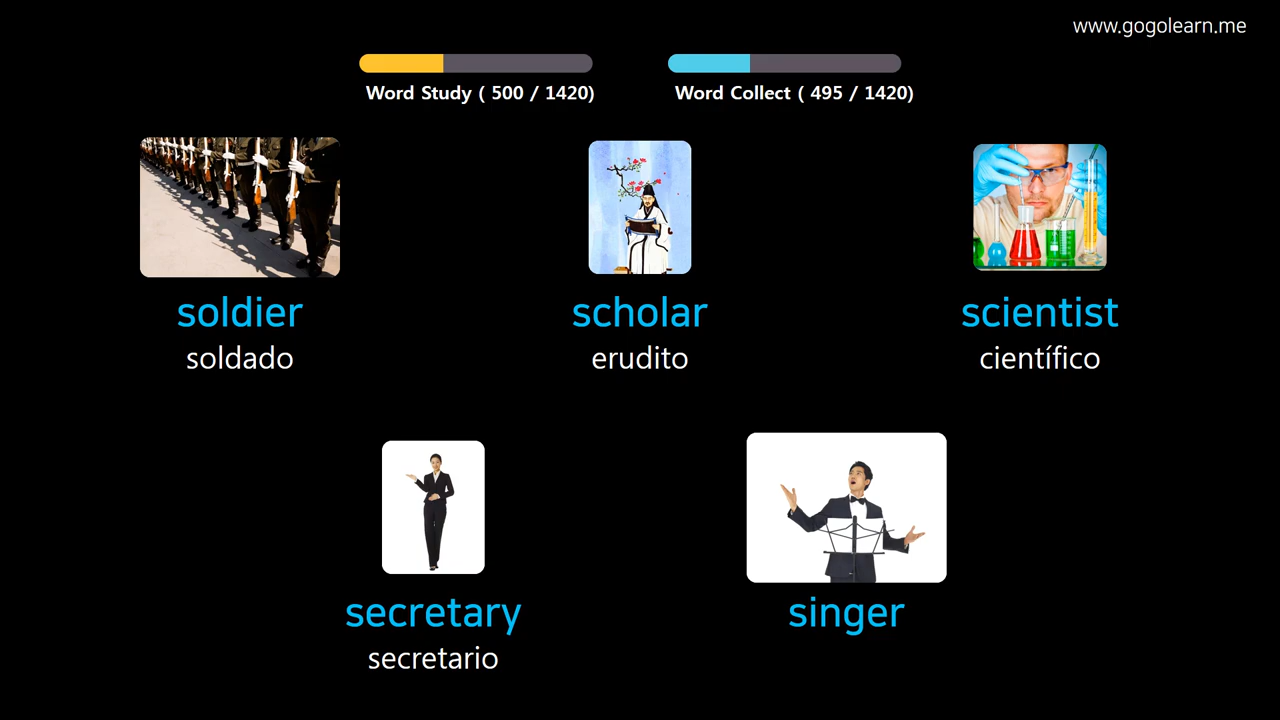 www.gogolearn.me
Word Study ( 500 / 1420)
Word Collect ( 495 / 1420)
soldier
soldado
scholar
erudito
scientist
científico
secretary
secretario
singer